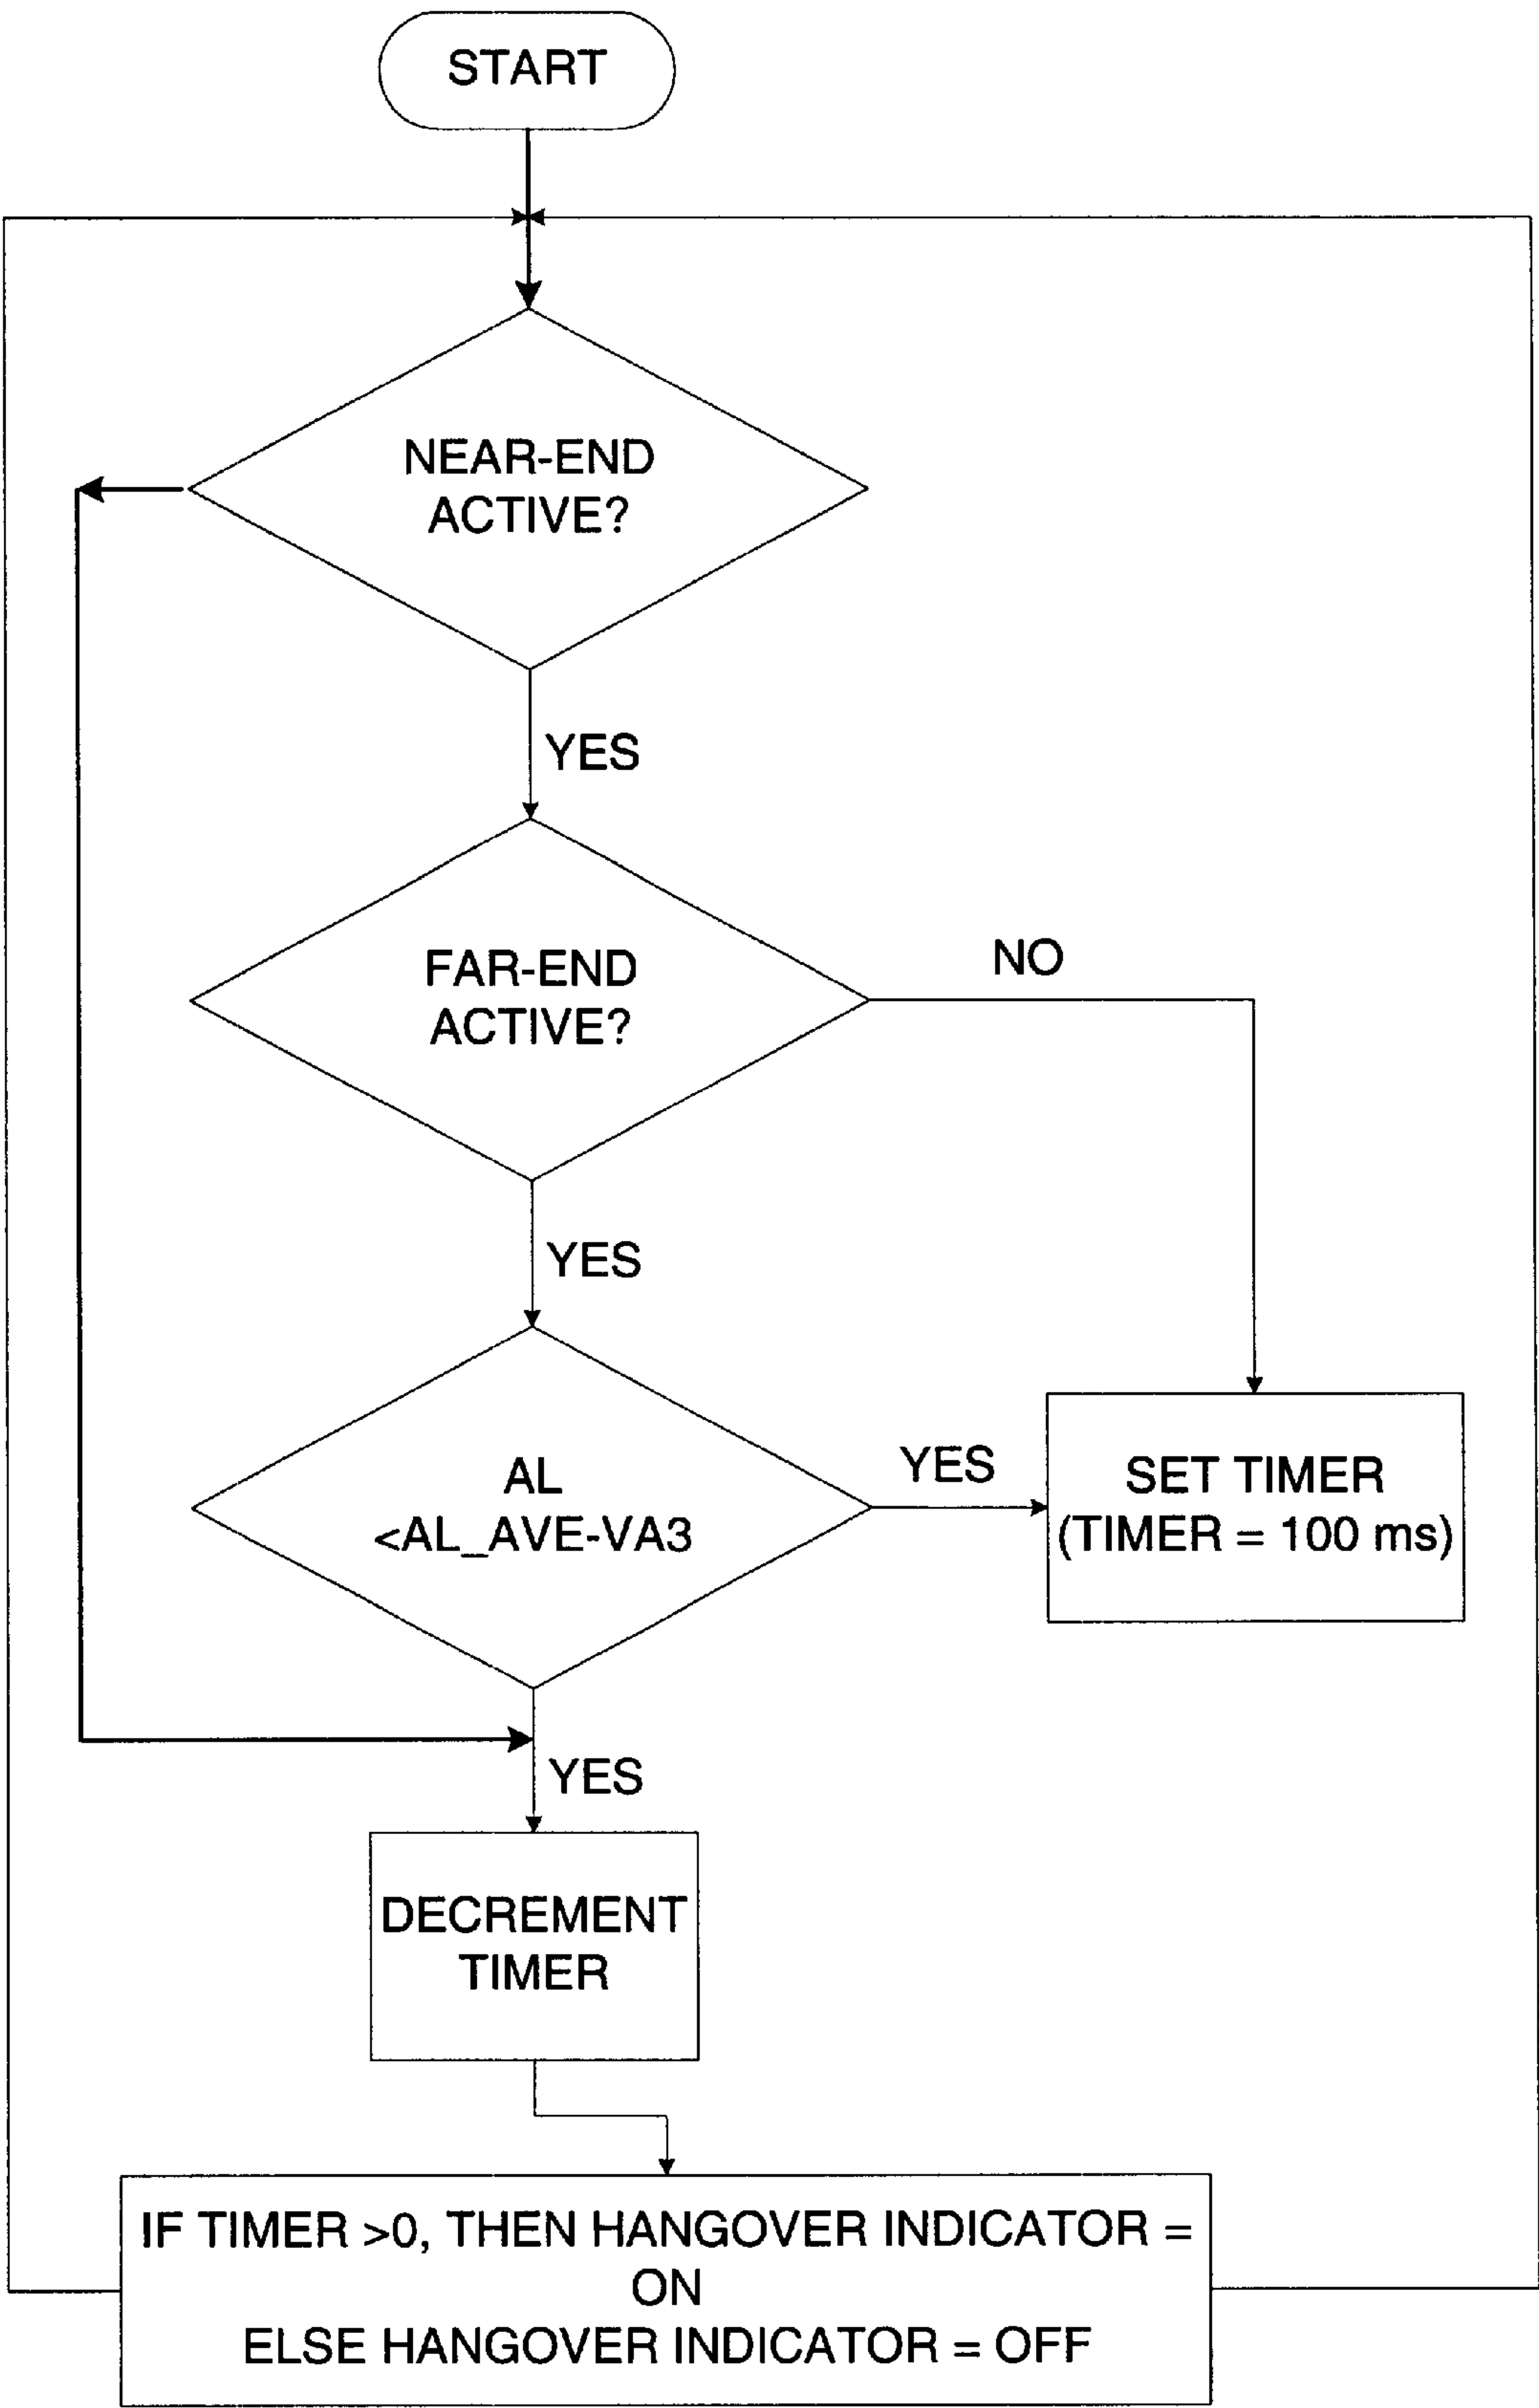 START
NEAR-END
ACTIVE?
YES
FAR-END
ACTIVE?
NO
YES
AL
<AL_AVE-VA3
YES
SET TIMER
(TIMER = 100 ms)
YES
DECREMENT
TIMER
IF TIMER >0, THEN HANGOVER INDICATOR =
ON
ELSE HANGOVER INDICATOR = OFF